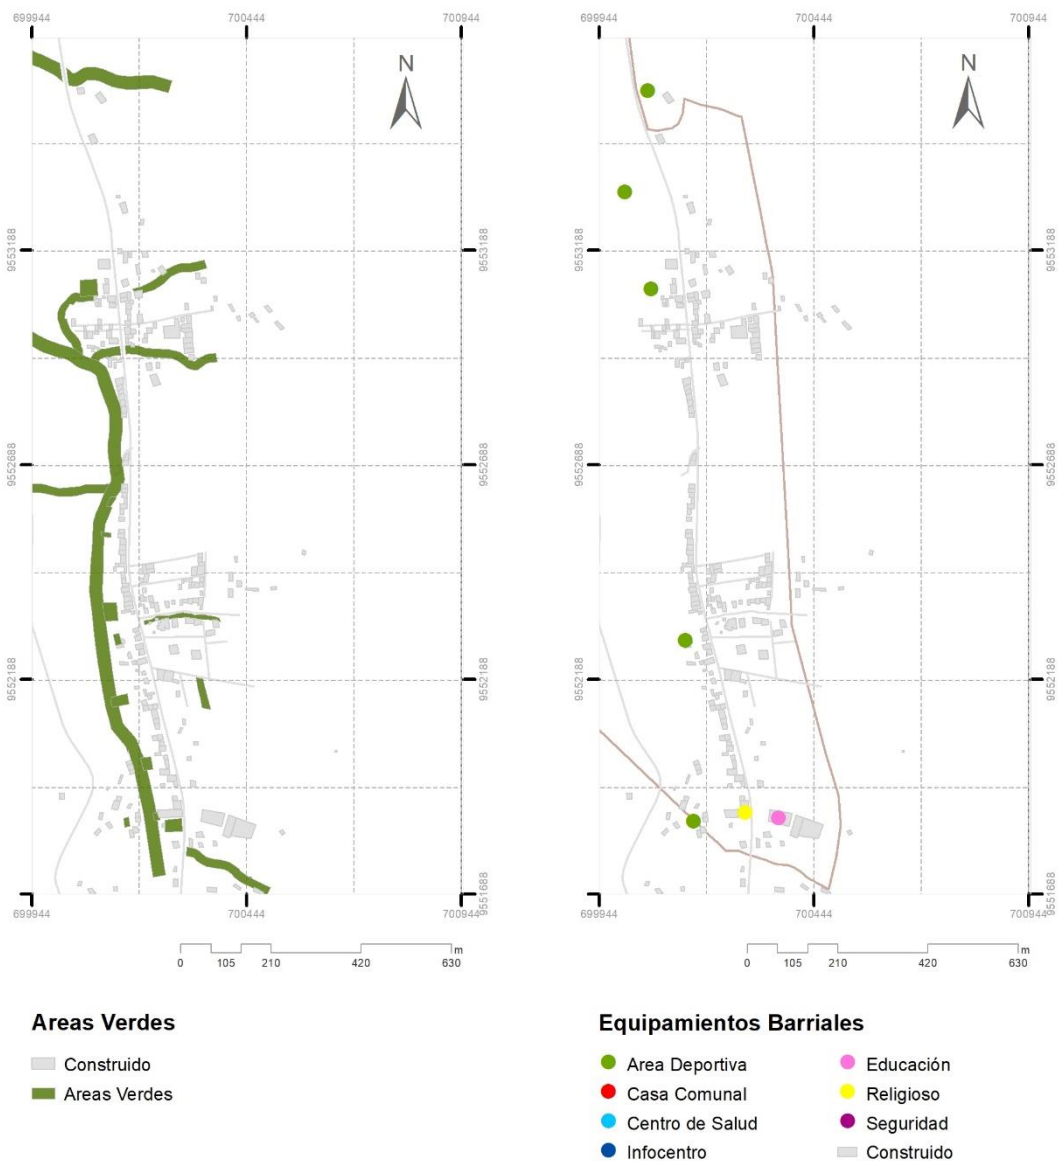 699944 700444 700944
699944 700444 700944
N
N
9553188 9553188 9553188 9553188
9552688 9552688 9552688 9552688
9552188 9552188 9552188 9552188
9551688 9551688 9551688 9551688
699944 700444 700944
699944 700444 700944
m
0 105 210 420 630
m
0 105 210 420 630
Areas Verdes
Construido
Areas Verdes
Equipamientos Barriales
Area Deportiva
Casa Comunal
Centro de Salud
Infocentro
Educación
Religioso
Seguridad
Construido